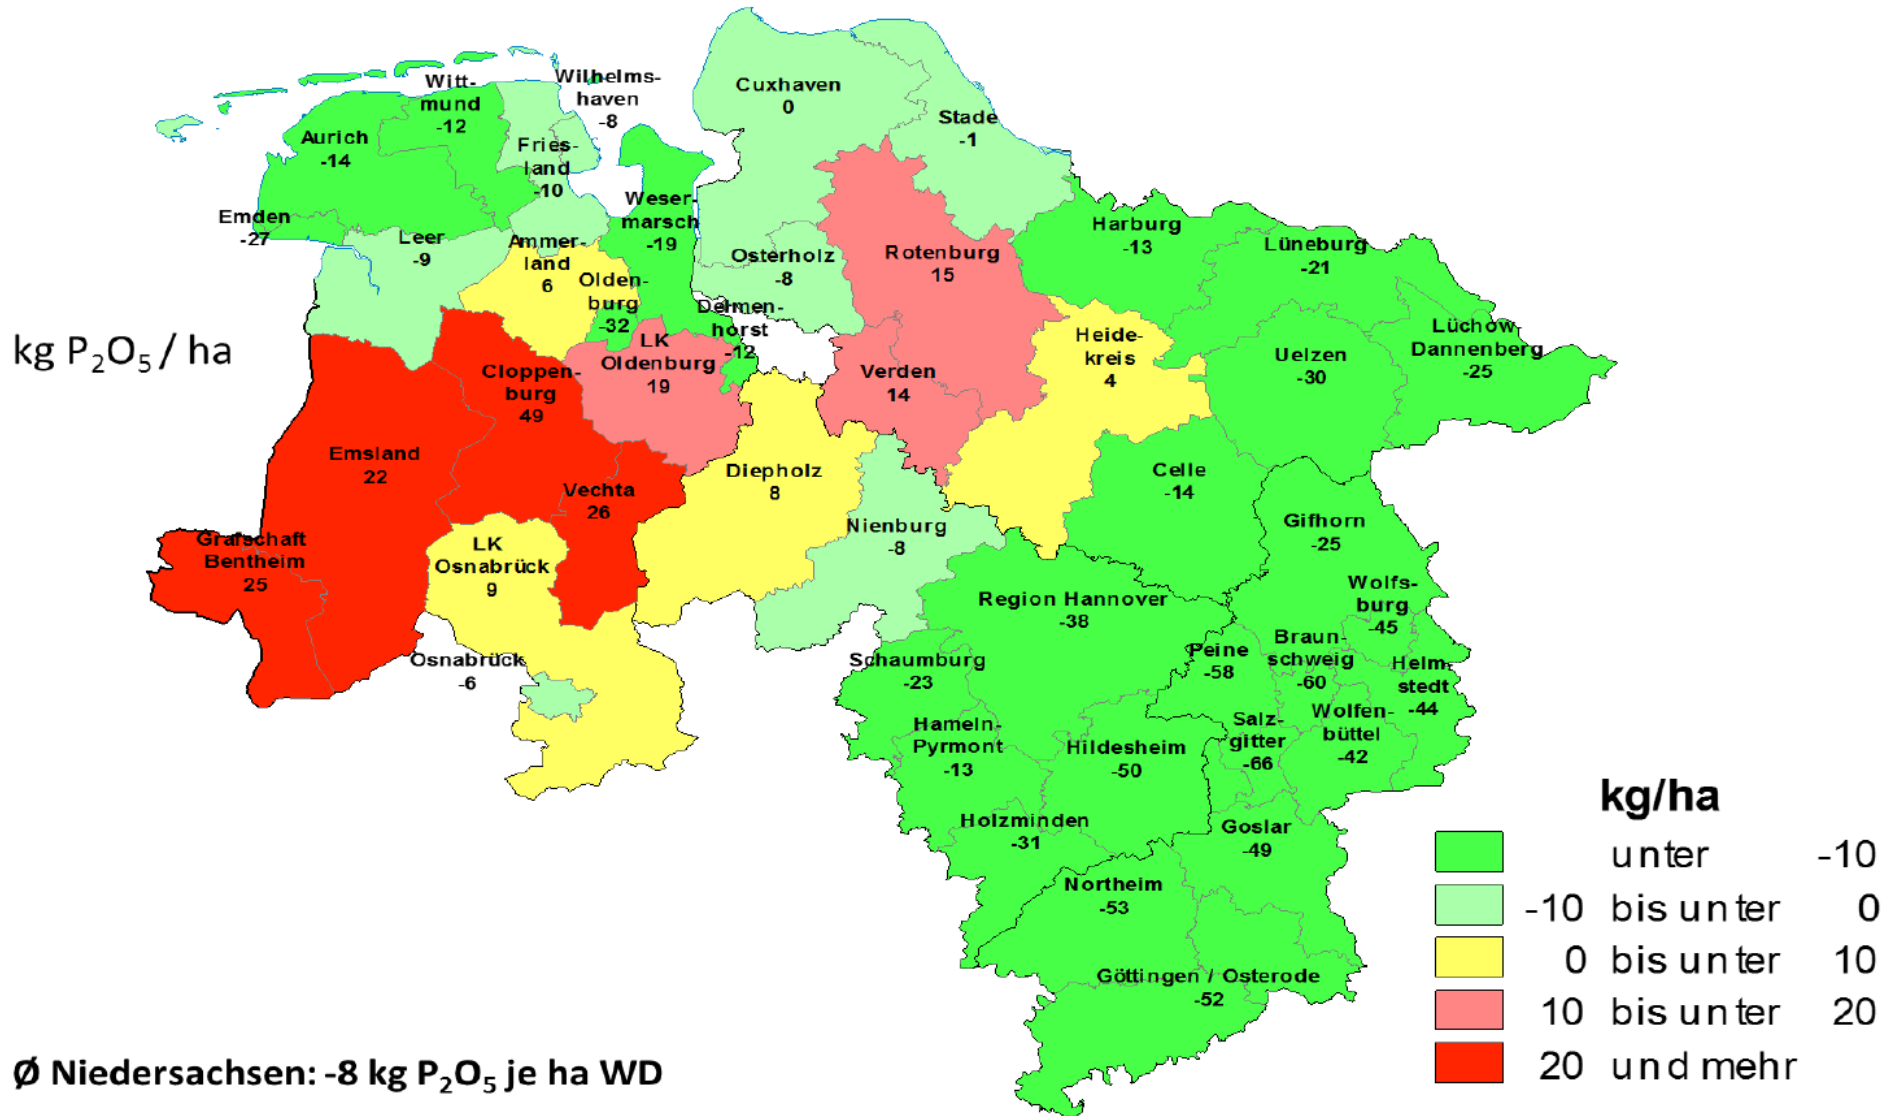 Wilhelms-
haven
-8
Witt-
mund
-12
Cuxhaven
0
Stade
-1
Aurich
-14
Fries-
land
-10
Emden
-27
Leer
-9
Ammer-
land
6
Weser-
marsch
-19
Olden-
burg
-32
Osterholz
-8
Delmen-
horst
-12
Rotenburg
15
Harburg
-13
Lüneburg
-21
Lüchow
Dannenberg
-25
Uelzen
-30
Heide-
kreis
4
kg P₂O₅ / ha
LK
Oldenburg
19
Verden
14
Cloppen-
burg
49
Emsland
22
Vechta
26
Diepholz
8
Celle
-14
Nienburg
-8
Gifhorn
-25
Grafschaft
Bentheim
25
LK
Osnabrück
9
Osnabrück
-6
Region Hannover
-38
Wolfs-
burg
-45
Peine
-58
Braun-
schweig
-60
Helm-
stedt
-44
Schaumburg
-23
Hameln-
Pyrmont
-13
Hildesheim
-50
Salz-
gitter
-66
Wolfen-
büttel
-42
Holzminden
-31
Goslar
-49
Northeim
-53
Göttingen / Osterode
-52
kg/ha
unter -10
-10 bis unter 0
0 bis unter 10
10 bis unter 20
20 und mehr
Ø Niedersachsen: -8 kg P₂O₅ je ha WD